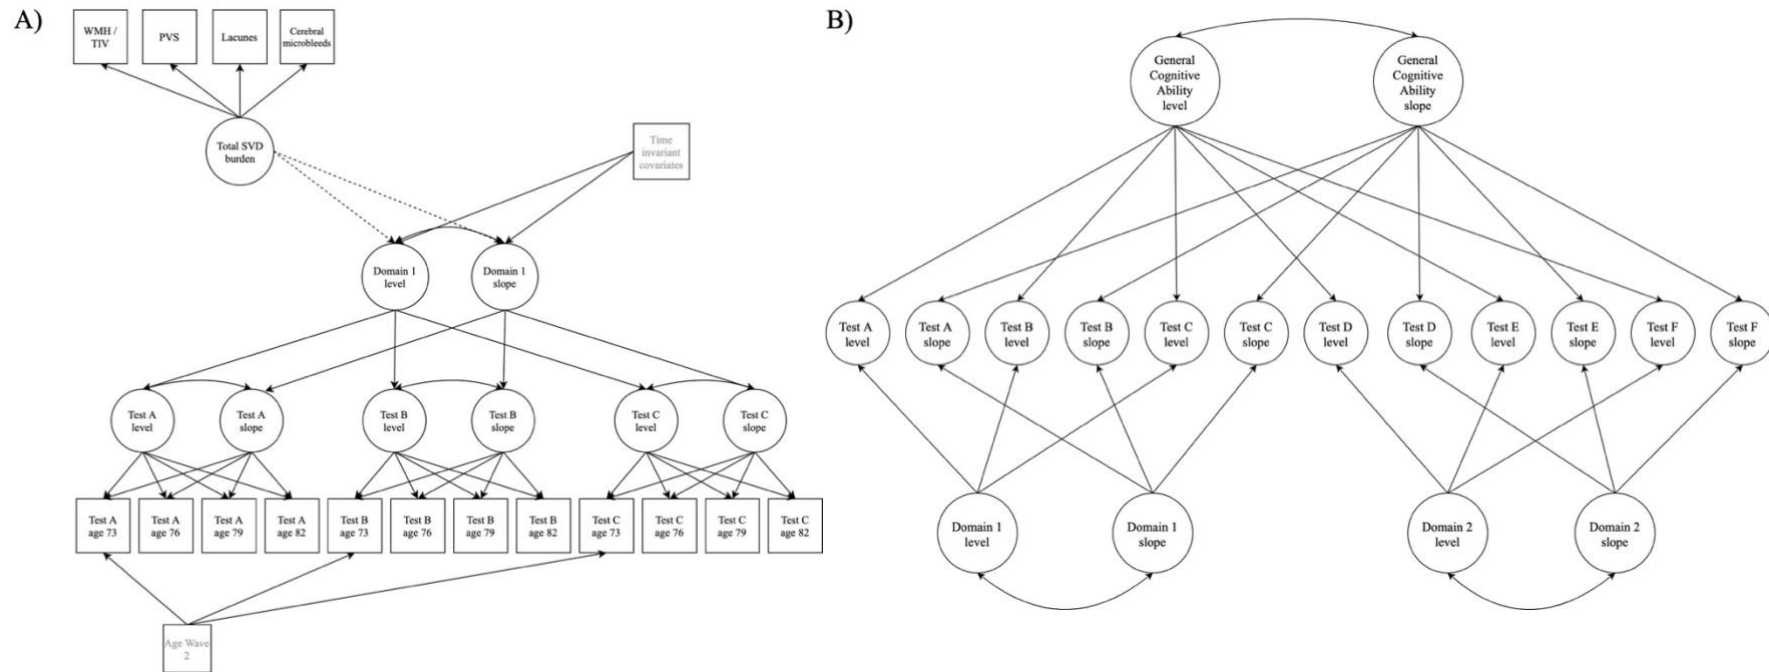 A)
WMH /
TIV
PVS
Lacunes
Cerebral
microbleeds
Total SVD
burden
Time
invariant
covariates
Domain 1
level
Domain 1
slope
Test A
level
Test A
slope
Test B
level
Test B
slope
Test C
level
Test C
slope
Test A
age 73
Test A
age 76
Test A
age 79
Test A
age 82
Test B
age 73
Test B
age 76
Test B
age 79
Test B
age 82
Test C
age 73
Test C
age 76
Test C
age 79
Test C
age 82
Age Wave
2
B)
General
Cognitive
Ability
level
General
Cognitive
Ability
slope
Test A
level
Test A
slope
Test B
level
Test B
slope
Test C
level
Test C
slope
Test D
level
Test D
slope
Test E
level
Test E
slope
Test F
level
Test F
slope
Domain 1
level
Domain 1
slope
Domain 2
level
Domain 2
slope